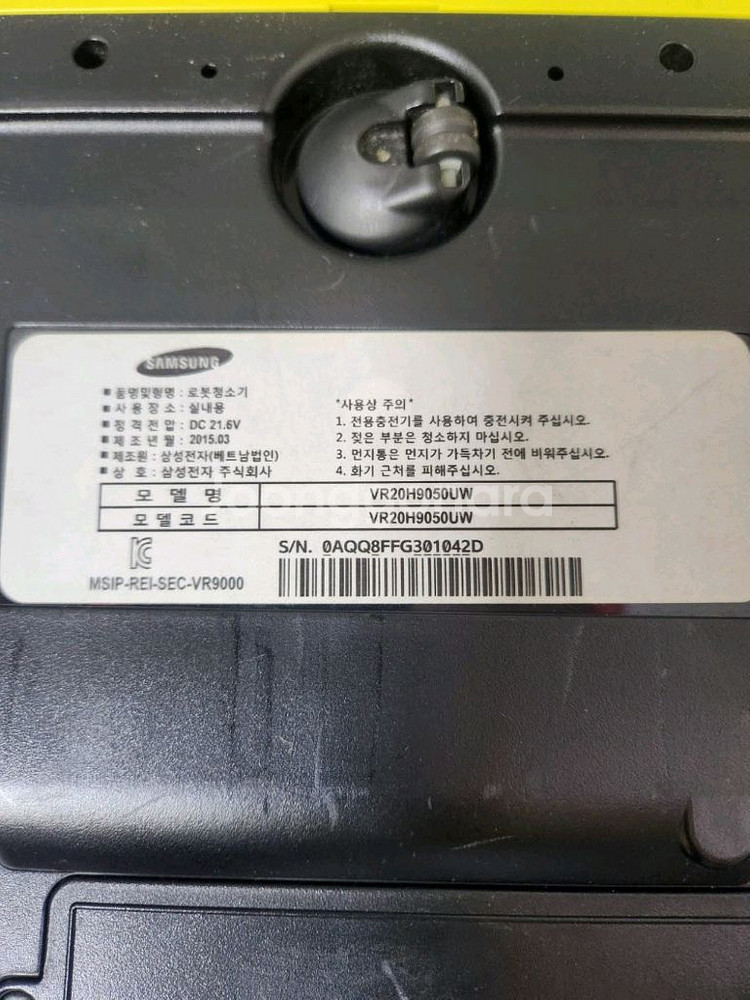 SAMSUNG
■ 품명및형명 : 로봇청소기
■ 사 용 장 소 : 실내용
■ 정 격 전 압 : DC 21.6V
■ 제 조 년 월 : 2015.03
■ 제조원 : 삼성전자(베트남법인)
■ 상 호 : 삼성전자 주식회사
*사용상 주의*
1. 전용충전기를 사용하여 충전시켜 주십시오.
2. 젖은 부분은 청소하지 마십시오.
3. 먼지통은 먼지가 가득차기 전에 비워주십시오.
4. 화기 근처를 피해주십시오.
모 델 명 VR20H9050UW
모 델 코 드 VR20H9050UW
MSIP-REI-SEC-VR9000
S/N. 0AQQ8FFG301042D